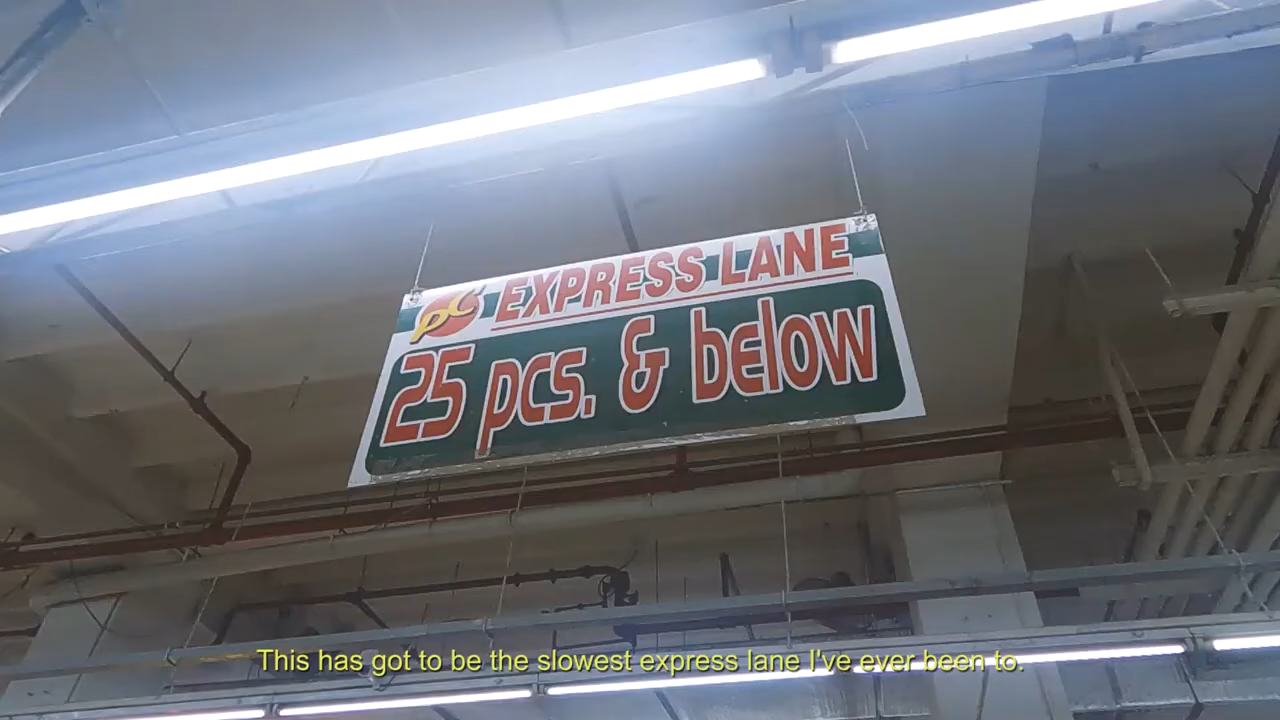 PC EXPRESS LANE
25 pcs. & below
This has got to be the slowest express lane I've ever been to.